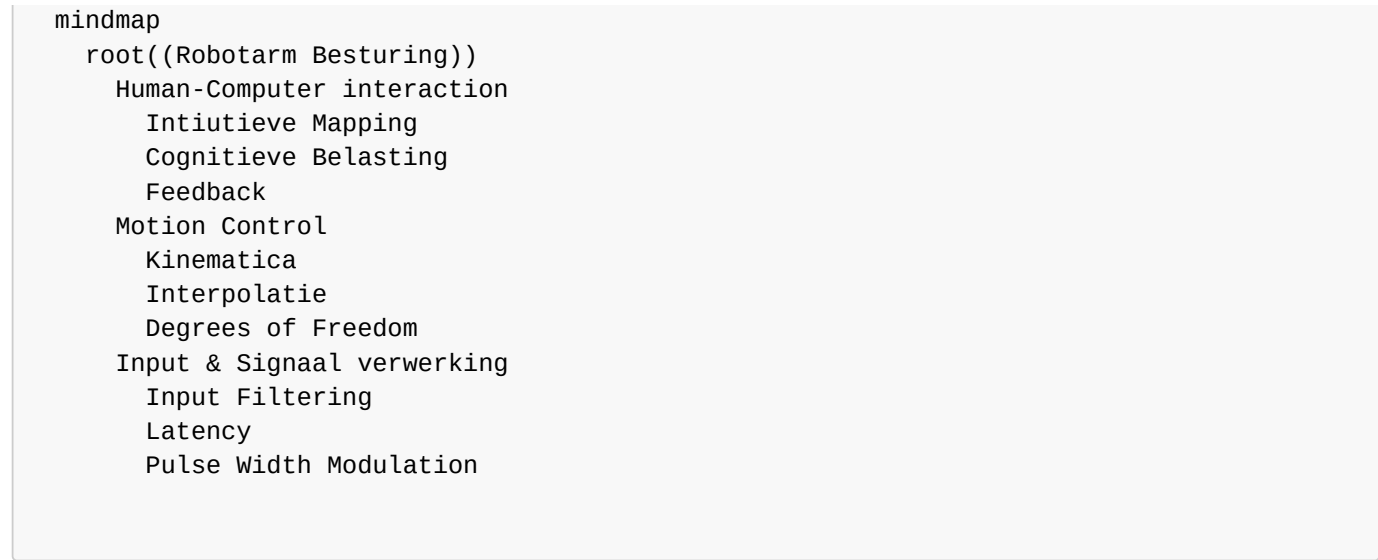 mindmap
root((Robotarm Besturing))
Human-Computer interaction
Intiutieve Mapping
Cognitieve Belasting
Feedback
Motion Control
Kinematica
Interpolatie
Degrees of Freedom
Input & Signaal verwerking
Input Filtering
Latency
Pulse Width Modulation